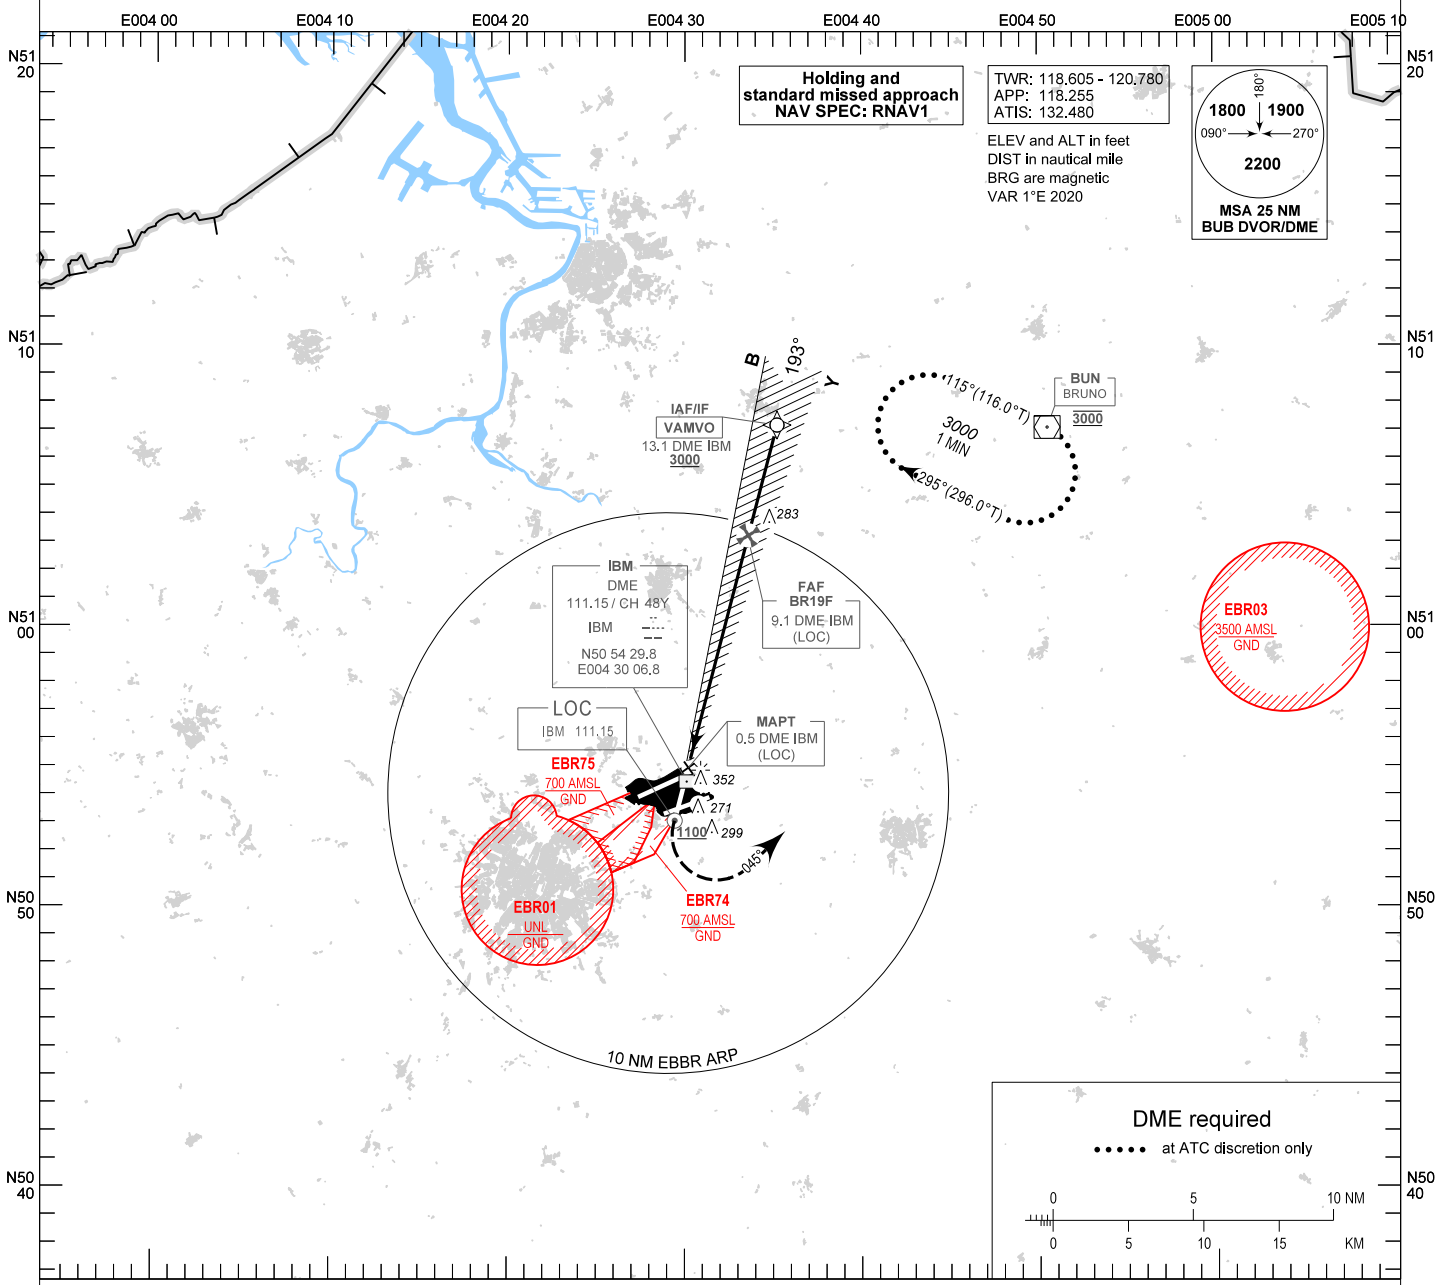 E004 00
E004 10
E004 20
E004 30
E004 40
E004 50
E005 00
E005 10
N51
20
N51
20
Holding and
standard missed approach
NAV SPEC: RNAV1
TWR: 118.605 - 120.780
APP: 118.255
ATIS: 132.480
ELEV and ALT in feet
DIST in nautical mile
BRG are magnetic
VAR 1°E 2020
180°
1800
1900
090°
270°
2200
MSA 25 NM
BUB DVOR/DME
N51
10
N51
10
B
193°
Y
IAF/IF
VAMVO
13.1 DME IBM
3000
115°(116.0°T)
3000
1 MIN
295°(296.0°T)
BUN
BRUNO
3000
283
IBM
DME
111.15 / CH 48Y
IBM
N50 54 29.8
E004 30 06.8
FAF
BR19F
9.1 DME IBM
(LOC)
N51
00
N51
00
EBR03
3500 AMSL
GND
LOC
IBM 111.15
MAPT
0.5 DME IBM
(LOC)
EBR75
700 AMSL
GND
352
271
1100
299
045°
EBR74
700 AMSL
GND
EBR01
UNL
GND
N50
50
N50
50
10 NM EBBR ARP
DME required
at ATC discretion only
N50
40
N50
40
0
5
10 NM
0
5
10
15
KM